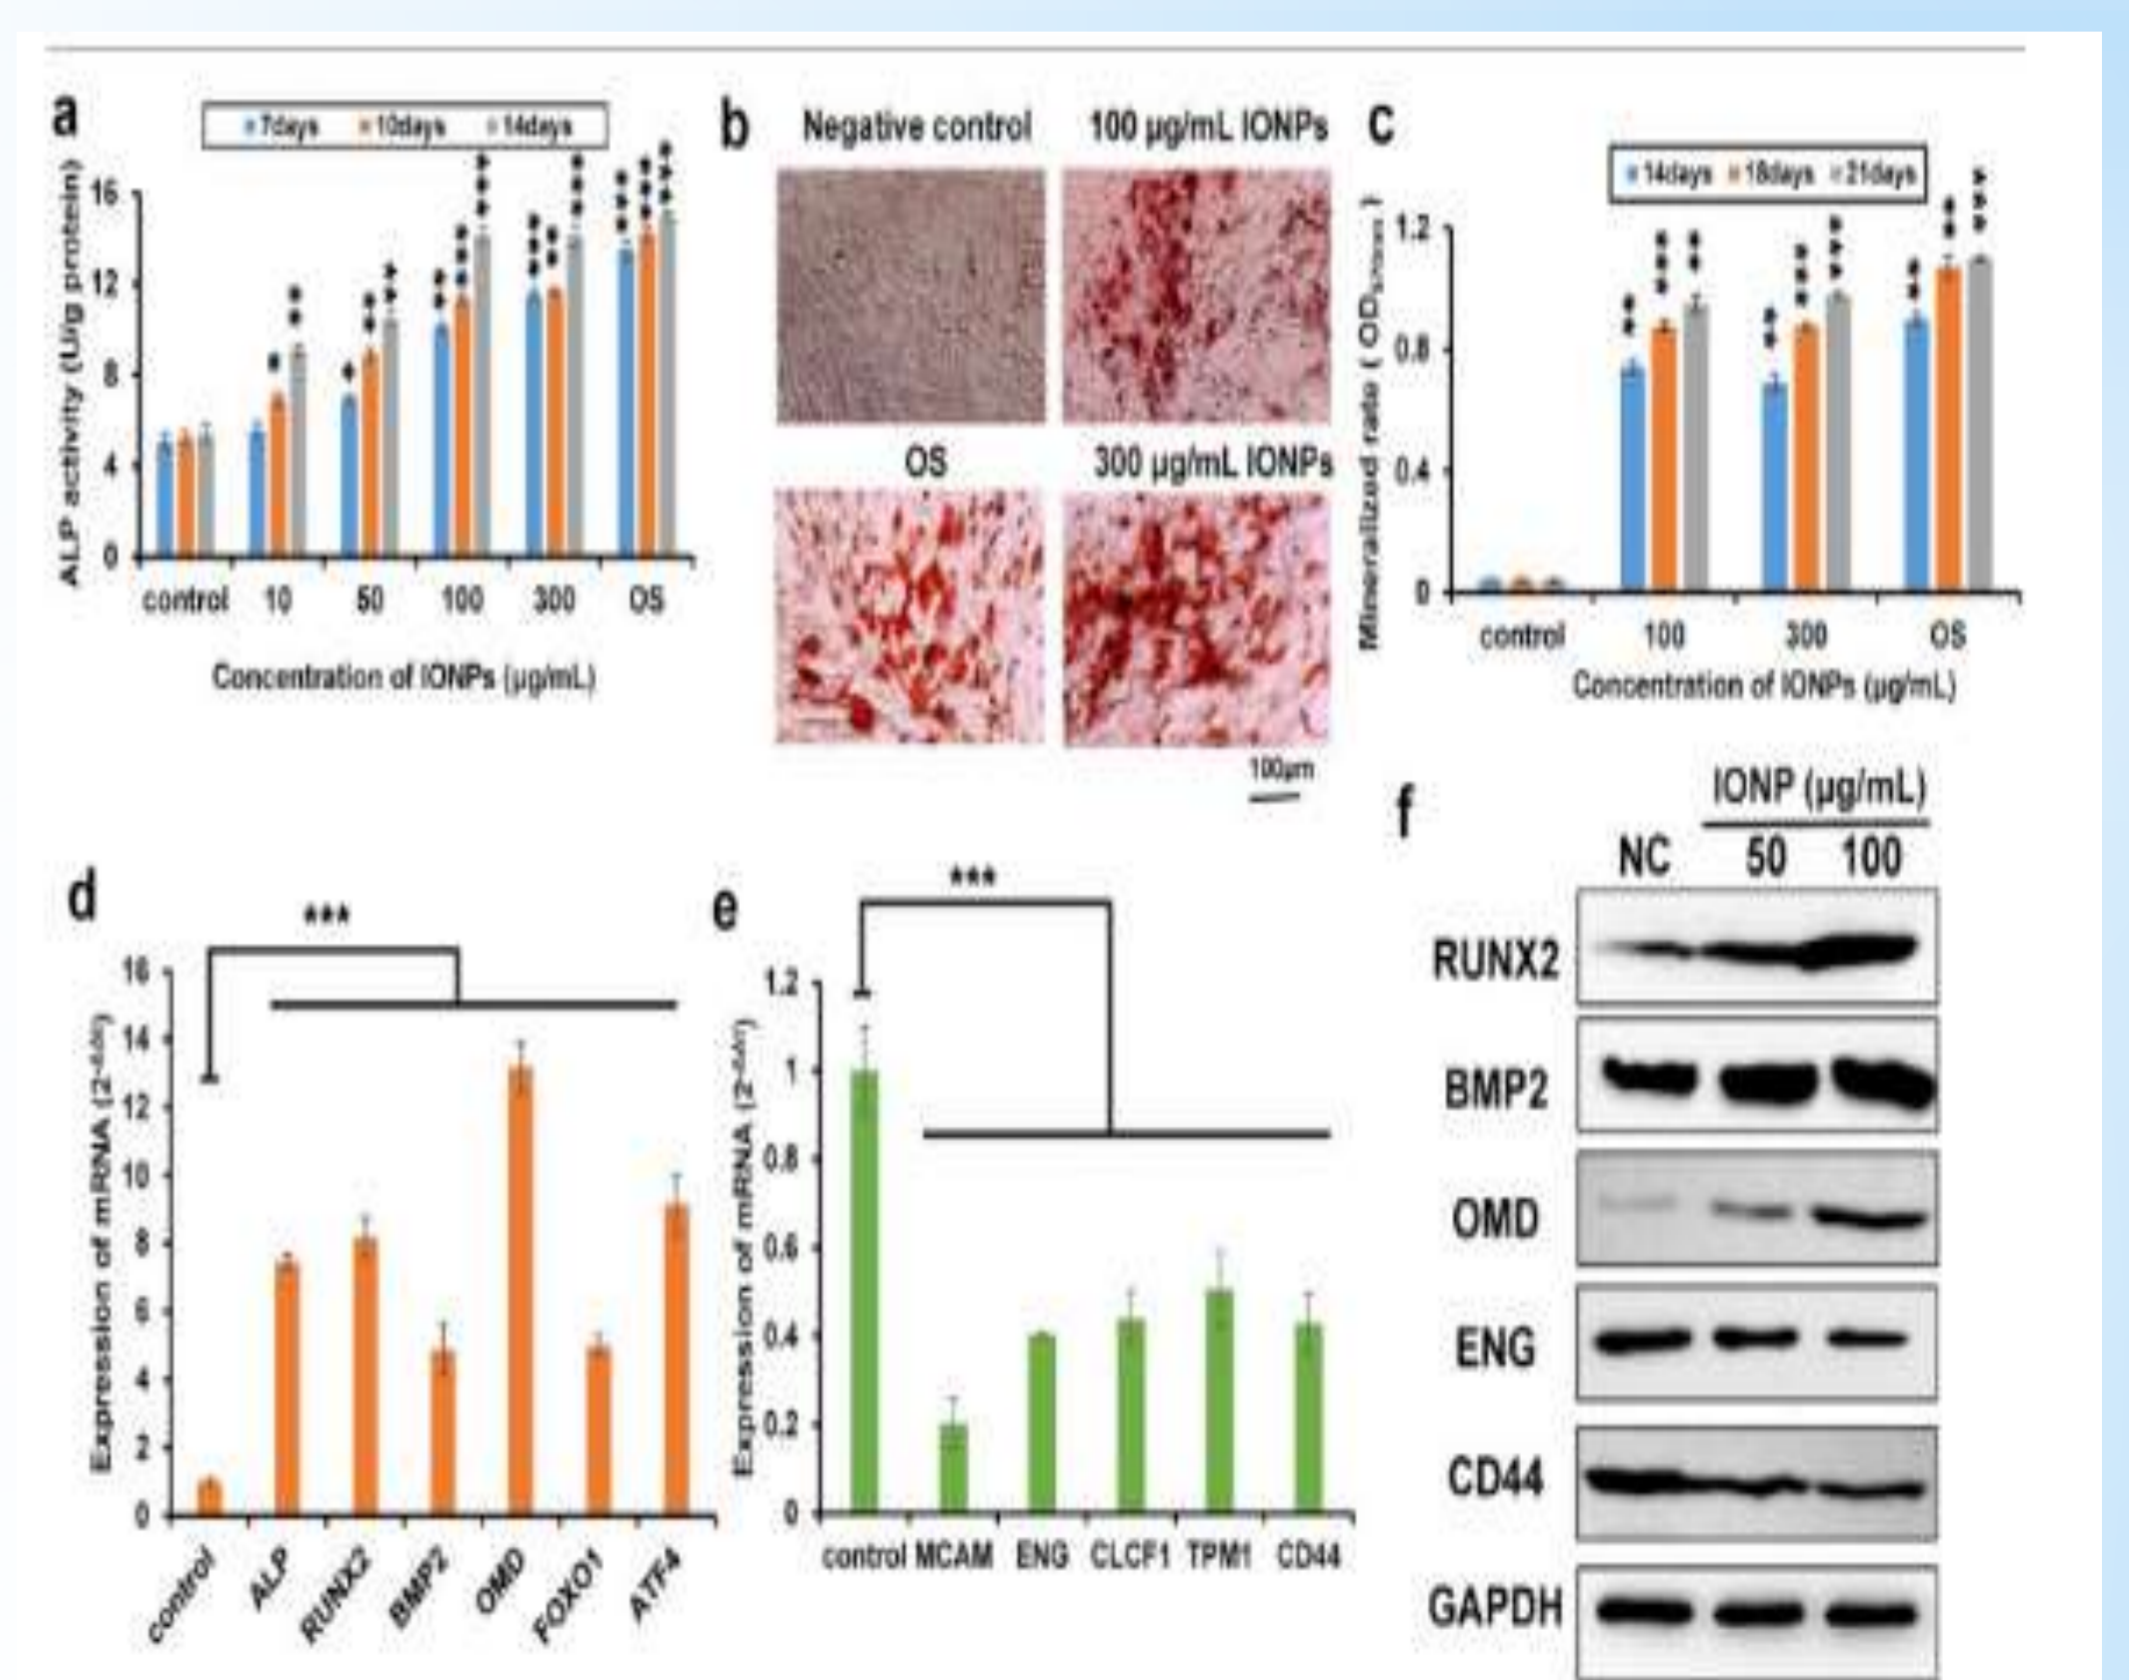 a
7days 10days 14days
ALP activity (U/g protein)
16
12
8
4
0
control 10 50 100 300 OS
Concentration of IONPs (µg/mL)
b
Negative control 100 µg/mL IONPs
OS 300 µg/mL IONPs
100µm
c
14days 18days 21days
Mineralized rate (
1.2
0.8
0.4
0
control 100 300 OS
Concentration of IONPs (µg/mL)
d
***
Expression of mRNA
16
14
12
10
8
6
4
2
0
control ALP RUNX2 BMP2 OMD FOXO1 ATF4
e
***
Expression of mRNA
1.2
1
0.8
0.6
0.4
0.2
0
control MCAM ENG CLCF1 TPM1 CD44
f
IONP (µg/mL)
NC 50 100
RUNX2
BMP2
OMD
ENG
CD44
GAPDH